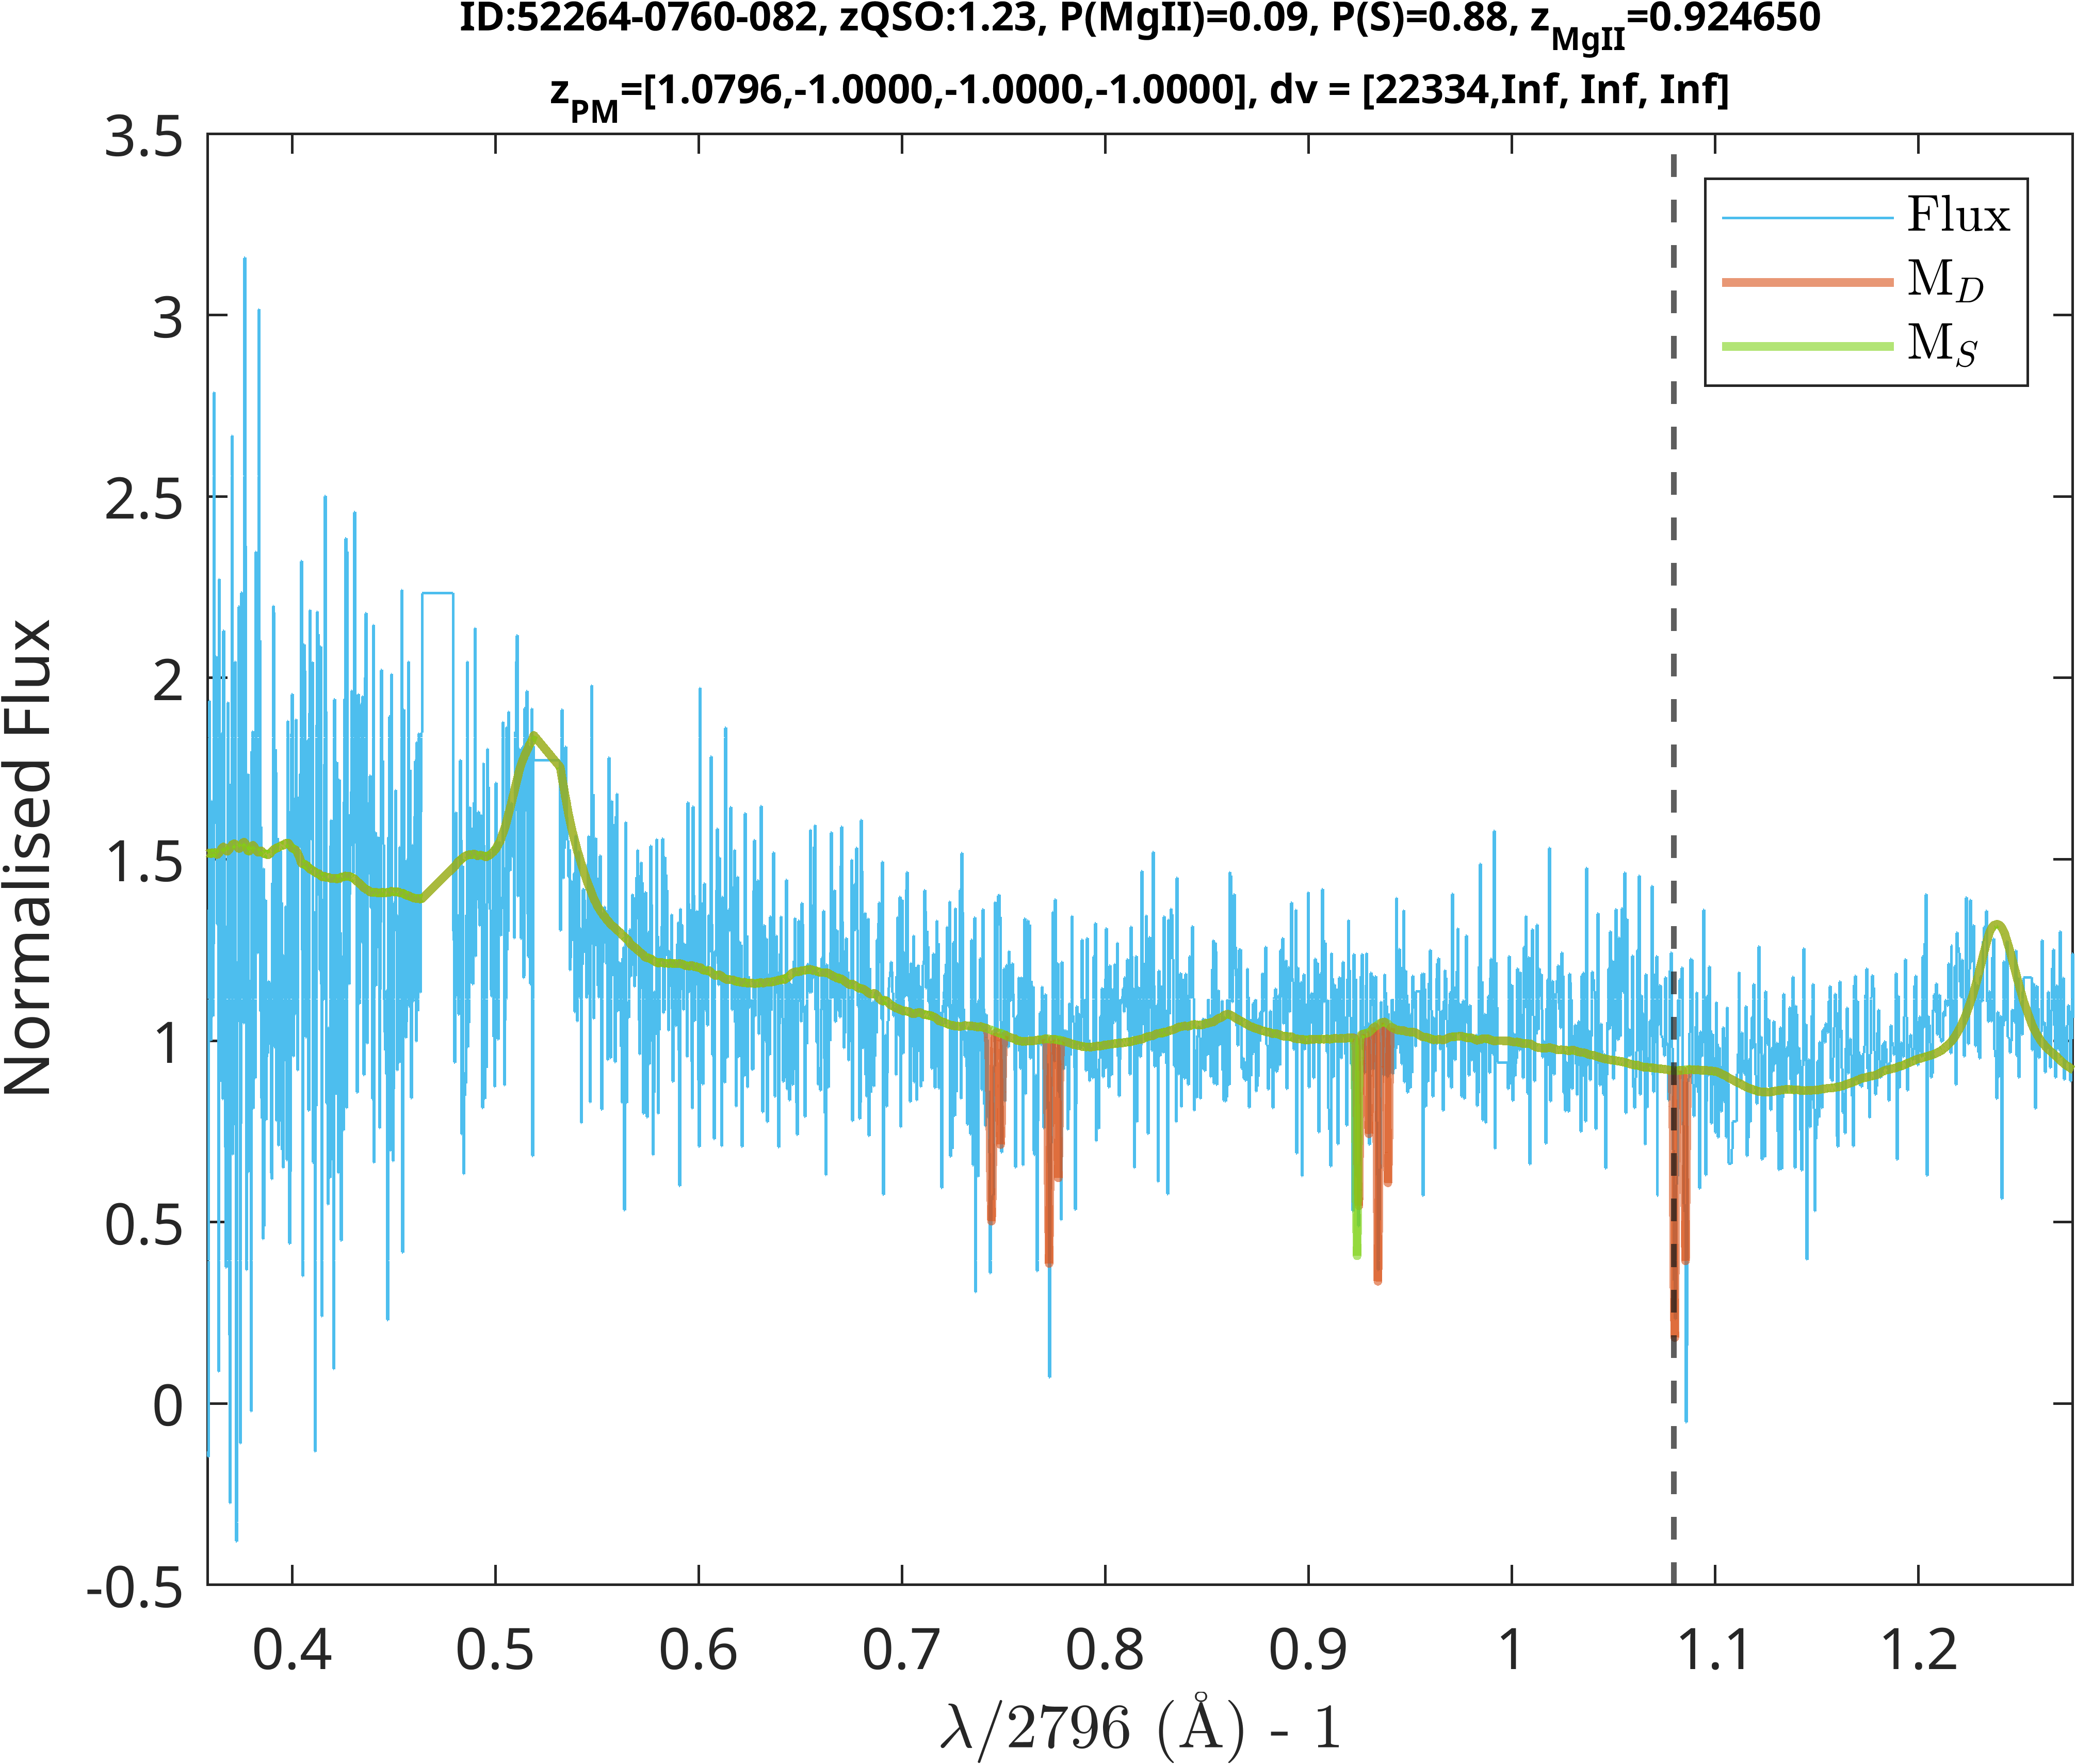 ID:52264-0760-082, zQSO:1.23, P(MgII)=0.09, P(S)=0.88, zMgII=0.924650
zPM=[1.0796,-1.0000,-1.0000,-1.0000], dv = [22334,Inf, Inf, Inf]
3.5
3
2.5
2
1.5
1
0.5
0
-0.5
Normalised Flux
Flux
MD
MS
0.4 0.5 0.6 0.7 0.8 0.9 1 1.1 1.2
λ/2796 (Å) - 1